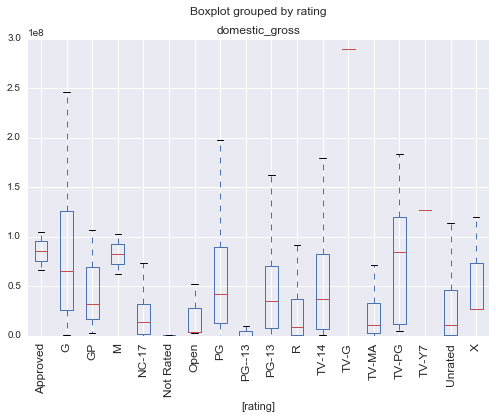 Boxplot grouped by rating
domestic_gross
1e8
3.0
2.5
2.0
1.5
1.0
0.5
0.0
Approved
G
GP
M
NC-17
Not Rated
Open
PG
PG--13
PG-13
R
TV-14
TV-G
TV-MA
TV-PG
TV-Y7
Unrated
X
[rating]